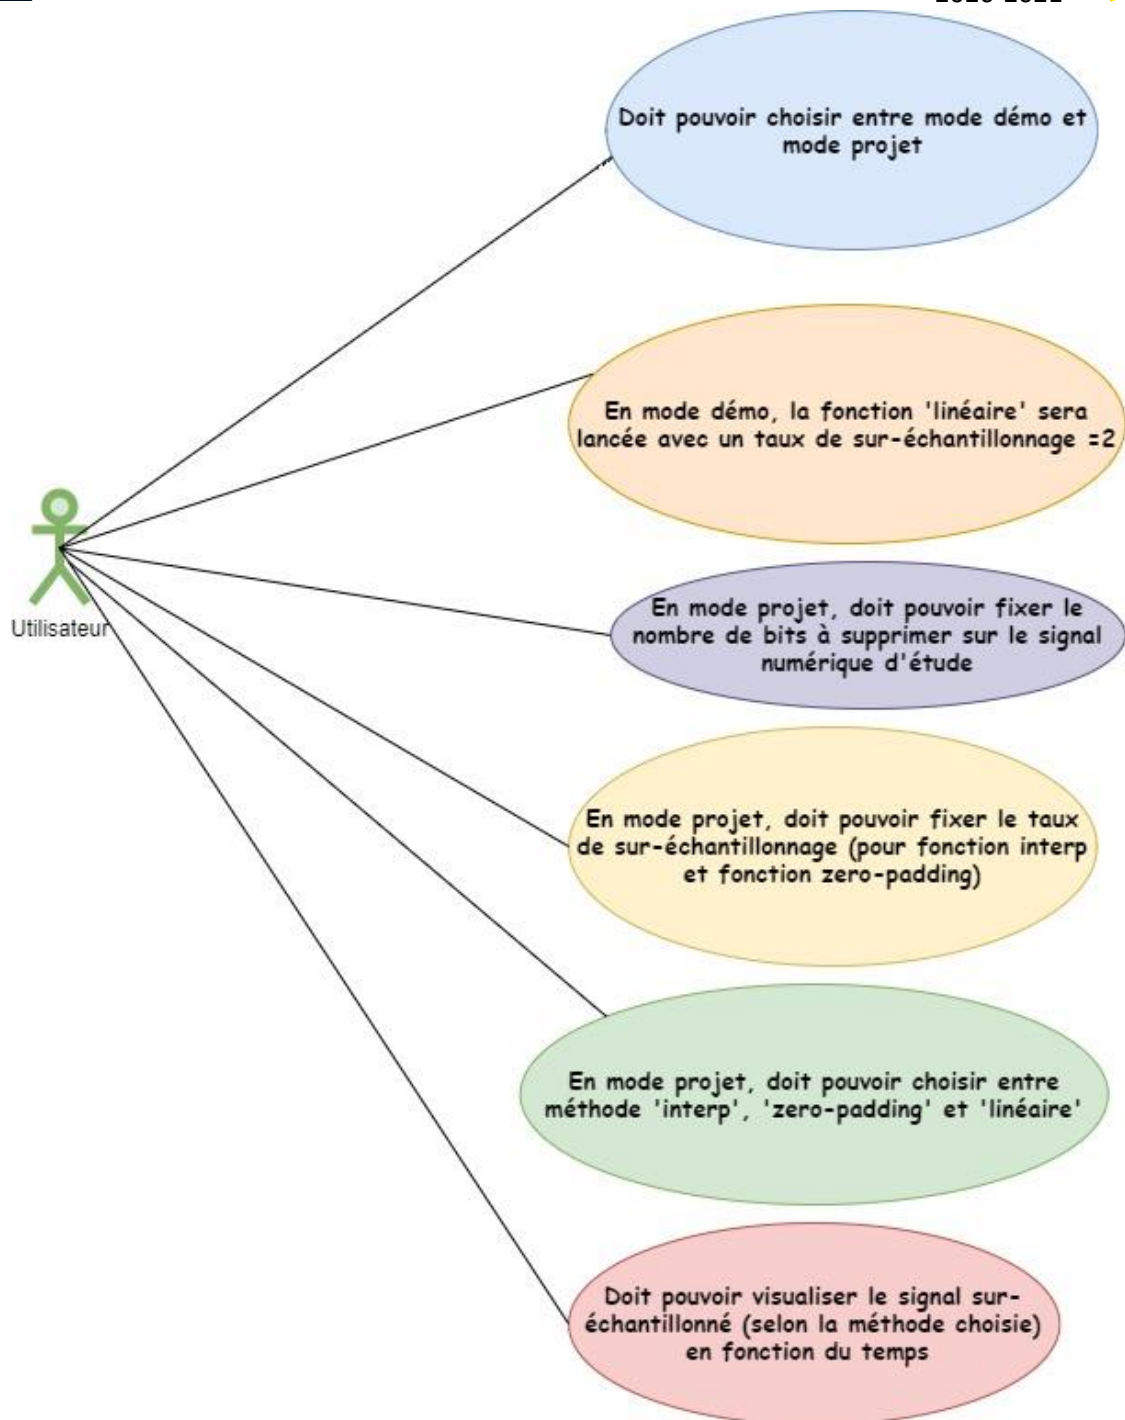 Doit pouvoir choisir entre mode démo et
mode projet
En mode démo, la fonction 'linéaire' sera
lancée avec un taux de sur-échantillonnage =2
Utilisateur
En mode projet, doit pouvoir fixer le
nombre de bits à supprimer sur le signal
numérique d'étude
En mode projet, doit pouvoir fixer le taux
de sur-échantillonnage (pour fonction interp
et fonction zero-padding)
En mode projet, doit pouvoir choisir entre
méthode 'interp', 'zero-padding' et 'linéaire'
Doit pouvoir visualiser le signal sur-
échantillonné (selon la méthode choisie)
en fonction du temps